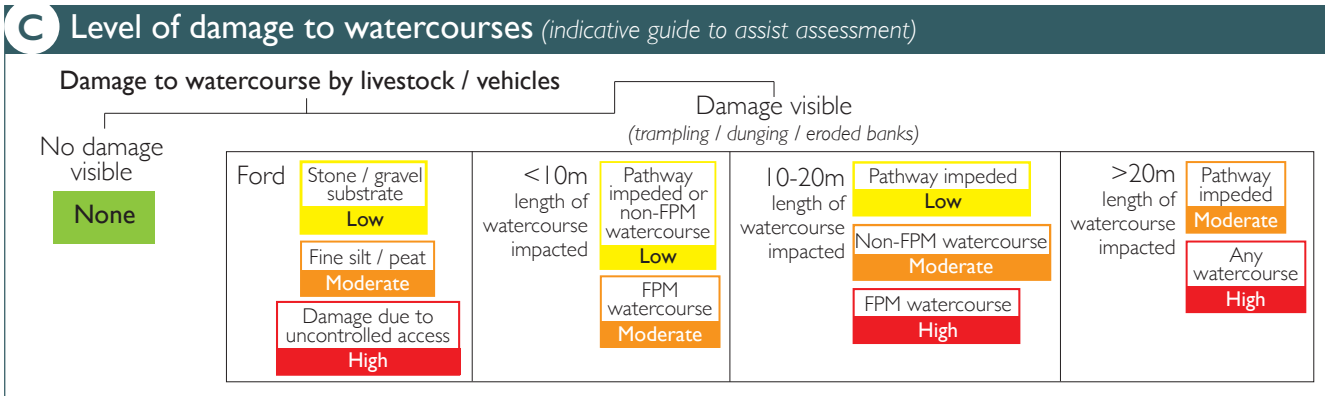 C Level of damage to watercourses (indicative guide to assist assessment)
Damage to watercourse by livestock / vehicles
No damage
visible
None
Damage visible
(trampling / dunging / eroded banks)
Ford
Stone / gravel
substrate
Low
Fine silt / peat
Moderate
Damage due to
uncontrolled access
High
<10m
length of
watercourse
impacted
Pathway
impeded or
non-FPM
watercourse
Low
FPM
watercourse
Moderate
10-20m
length of
watercourse
impacted
Pathway impeded
Low
Non-FPM watercourse
Moderate
FPM watercourse
High
>20m
length of
watercourse
impacted
Pathway
impeded
Moderate
Any
watercourse
High